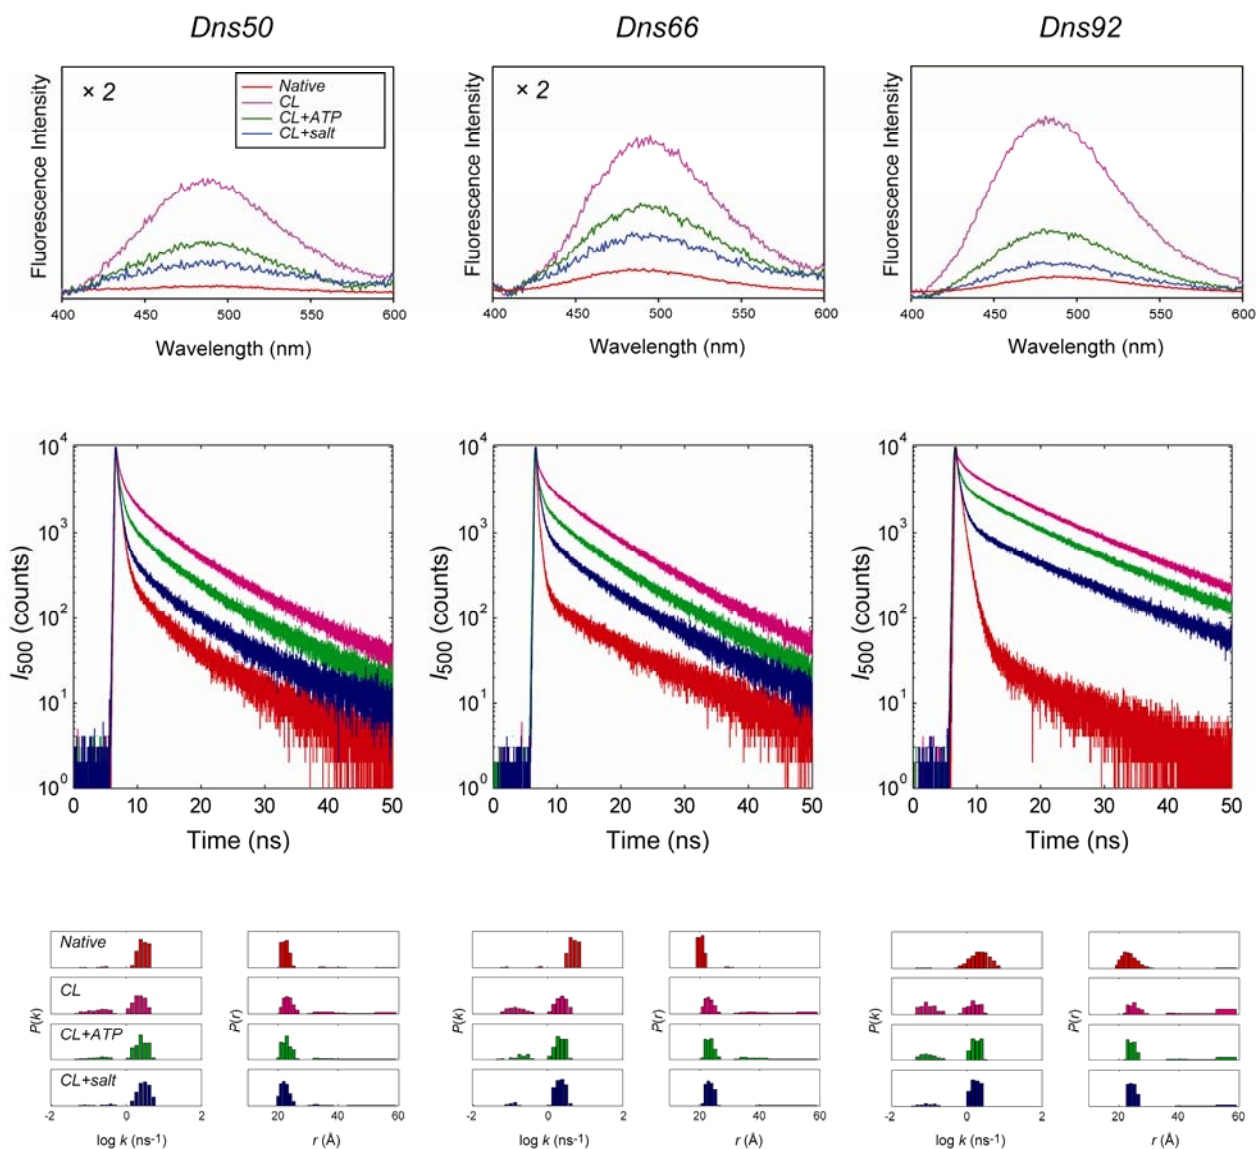 Dns50 Dns66 Dns92
× 2
Native
CL
CL+ATP
CL+salt
× 2
Fluorescence Intensity
Fluorescence Intensity
Fluorescence Intensity
400 450 500 550 600
400 450 500 550 600
400 450 500 550 600
Wavelength (nm) Wavelength (nm) Wavelength (nm)
10⁴ 10³ 10² 10¹ 10⁰
I500 (counts)
0 10 20 30 40 50
Time (ns)
10⁴ 10³ 10² 10¹ 10⁰
I500 (counts)
0 10 20 30 40 50
Time (ns)
10⁴ 10³ 10² 10¹ 10⁰
I500 (counts)
0 10 20 30 40 50
Time (ns)
Native
CL
CL+ATP
CL+salt
P(k) P(r) P(k) P(r) P(k) P(r)
-2 0 2 0 20 40 60 -2 0 2 0 20 40 60 -2 0 2 0 20 40 60
log k (ns-1) r (Å) log k (ns-1) r (Å) log k (ns-1) r (Å)